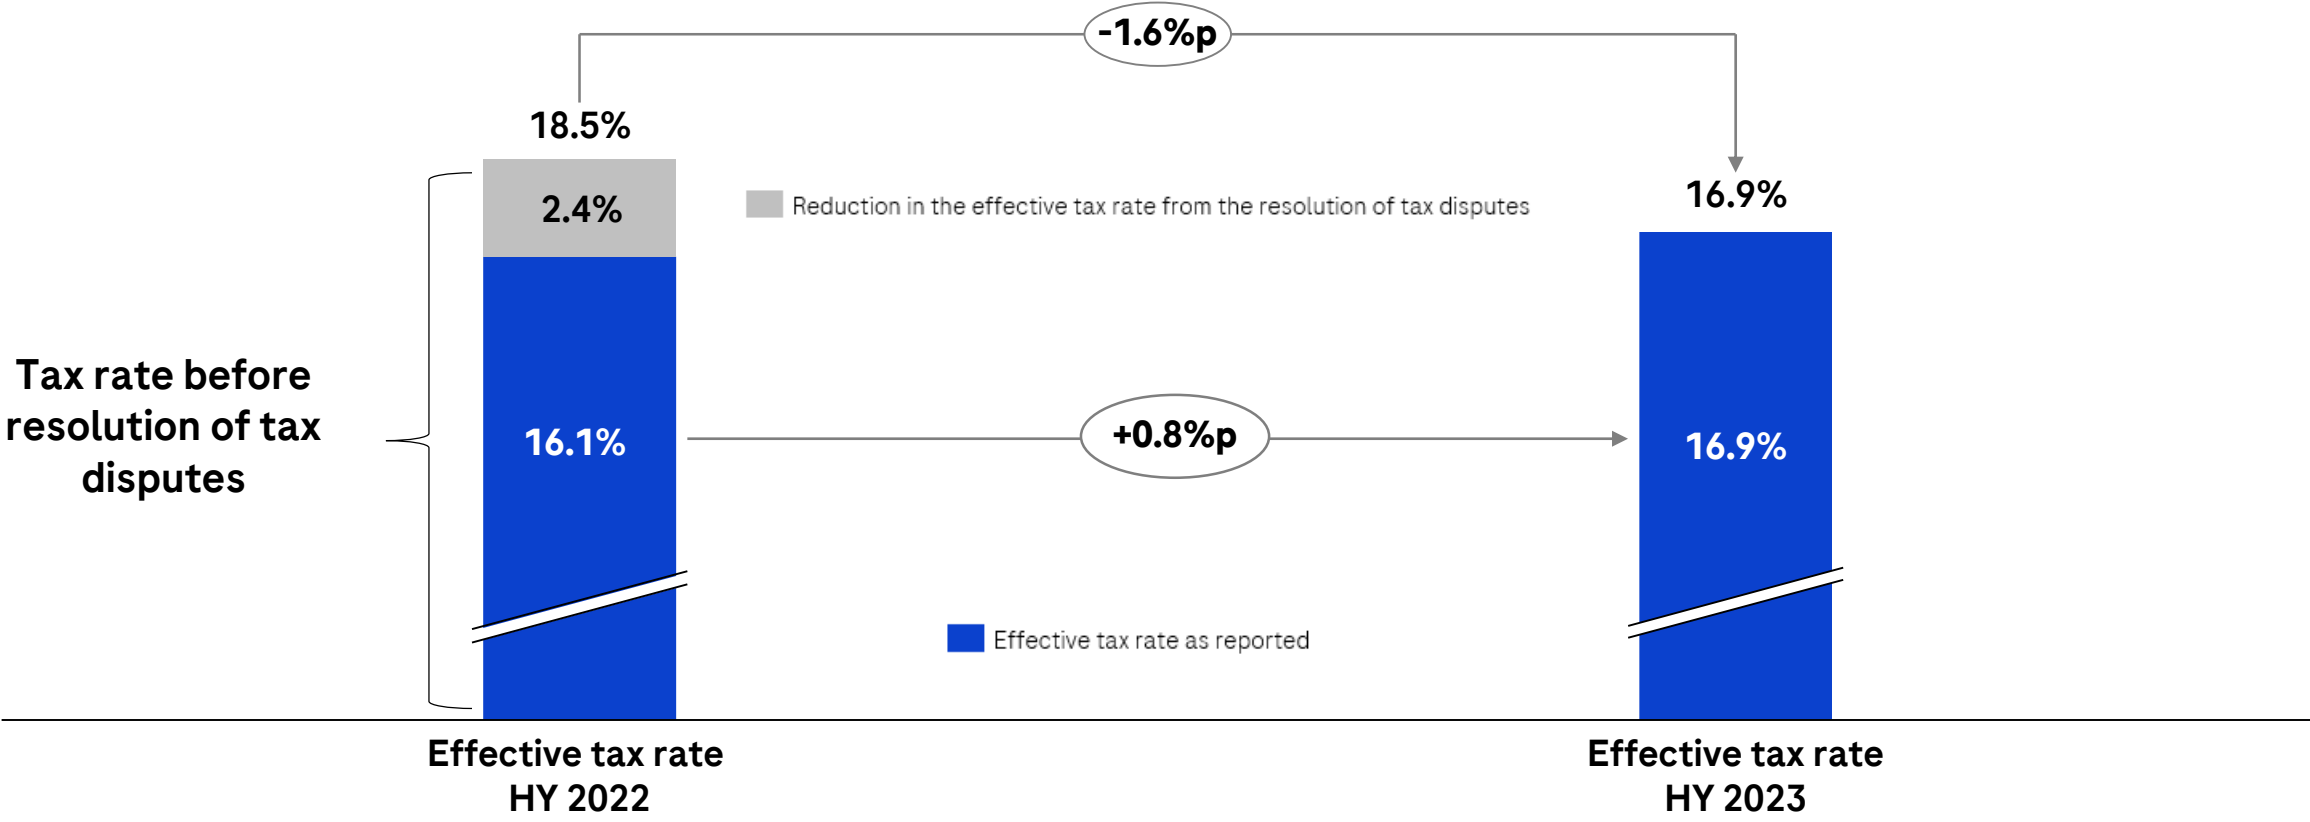 -1.6%p
18.5%
2.4%
Reduction in the effective tax rate from the resolution of tax disputes
16.9%
Tax rate before
resolution of tax
disputes
16.1%
+0.8%p
16.9%
Effective tax rate as reported
Effective tax rate
HY 2022
Effective tax rate
HY 2023